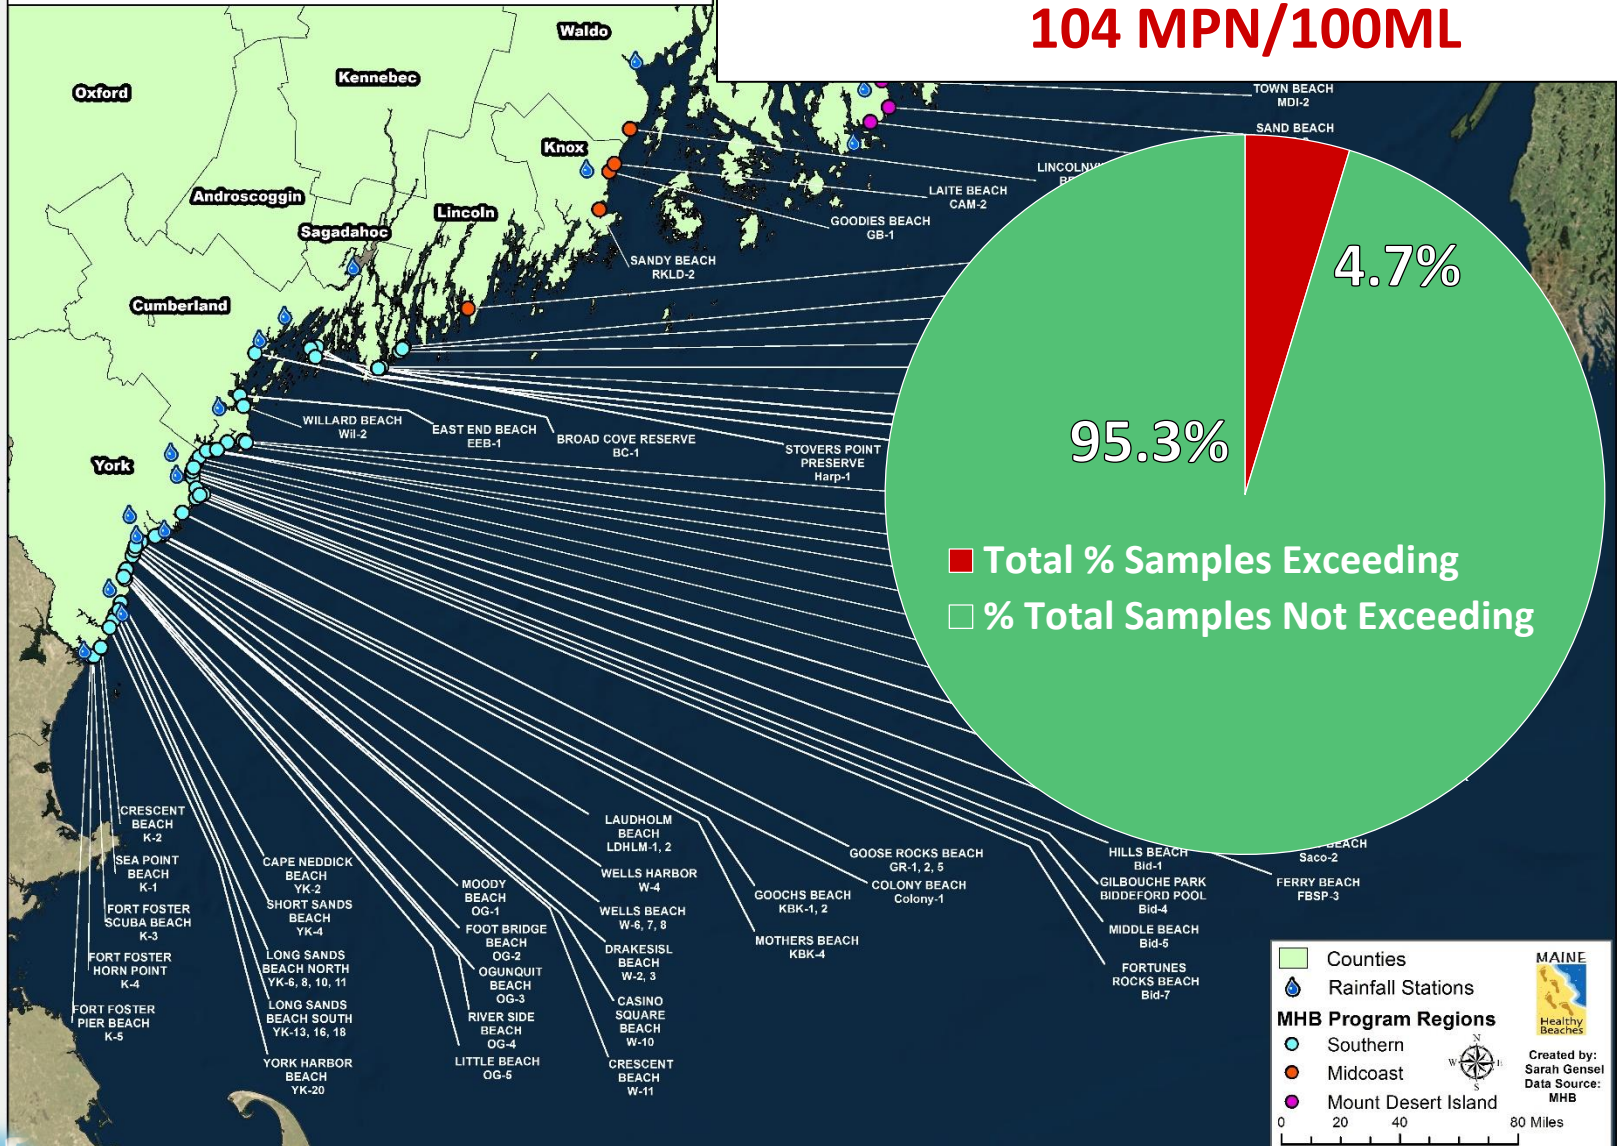 104 MPN/100ML
Waldo
Kennebec
Oxford
Knox
Androscoggin
Lincoln
Sagadahoc
Cumberland
York
TOWN BEACH
MDI-2
SAND BEACH
LAITE BEACH
CAM-2
GOODIES BEACH
GB-1
SANDY BEACH
RKLD-2
WILLARD BEACH
Wil-2
EAST END BEACH
EEB-1
BROAD COVE RESERVE
BC-1
STOVERS POINT
PRESERVE
Harp-1
4.7%
95.3%
Total % Samples Exceeding
% Total Samples Not Exceeding
CRESCENT
BEACH
K-2
SEA POINT
BEACH
K-1
FORT FOSTER
SCUBA BEACH
K-3
FORT FOSTER
HORN POINT
K-4
FORT FOSTER
PIER BEACH
K-5
CAPE NEDDICK
BEACH
YK-2
SHORT SANDS
BEACH
YK-4
LONG SANDS
BEACH NORTH
YK-6, 8, 10, 11
LONG SANDS
BEACH SOUTH
YK-13, 16, 18
YORK HARBOR
BEACH
YK-20
MOODY
BEACH
OG-1
FOOT BRIDGE
BEACH
OG-2
OGUNQUIT
BEACH
OG-3
RIVER SIDE
BEACH
OG-4
LITTLE BEACH
OG-5
LAUDHOLM
BEACH
LDHLM-1, 2
WELLS HARBOR
W-4
WELLS BEACH
W-6, 7, 8
DRAKESISL
BEACH
W-2, 3
CASINO
SQUARE
BEACH
W-10
CRESCENT
BEACH
W-11
GOOCHS BEACH
KBK-1, 2
MOTHERS BEACH
KBK-4
GOOSE ROCKS BEACH
GR-1, 2, 5
COLONY BEACH
Colony-1
HILLS BEACH
Bid-1
GILBOUCHE PARK
BIDDEFORD POOL
Bid-4
MIDDLE BEACH
Bid-5
FORTUNES
ROCKS BEACH
Bid-7
BEACH
Saco-2
FERRY BEACH
FBSP-3
Counties
Rainfall Stations
MHB Program Regions
Southern
Midcoast
Mount Desert Island
MAINE
Healthy
Beaches
N
W
E
S
Created by:
Sarah Gensel
Data Source:
MHB
0 20 40 80 Miles